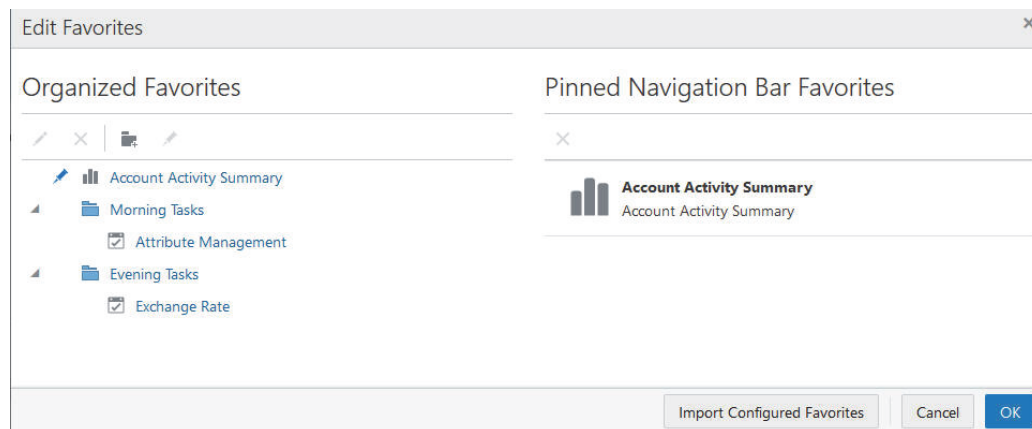 Edit Favorites
Organized Favorites
Account Activity Summary
Morning Tasks
Attribute Management
Evening Tasks
Exchange Rate
Pinned Navigation Bar Favorites
Account Activity Summary
Account Activity Summary
Import Configured Favorites
Cancel
OK